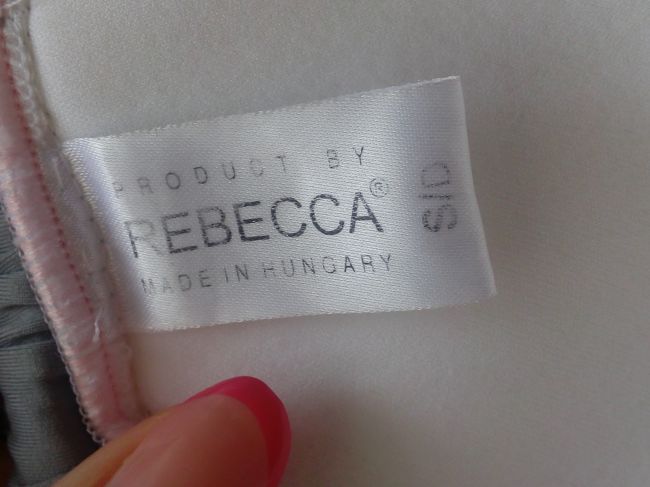 PRODUCT BY
REBECCA®
MADE IN HUNGARY
S/D